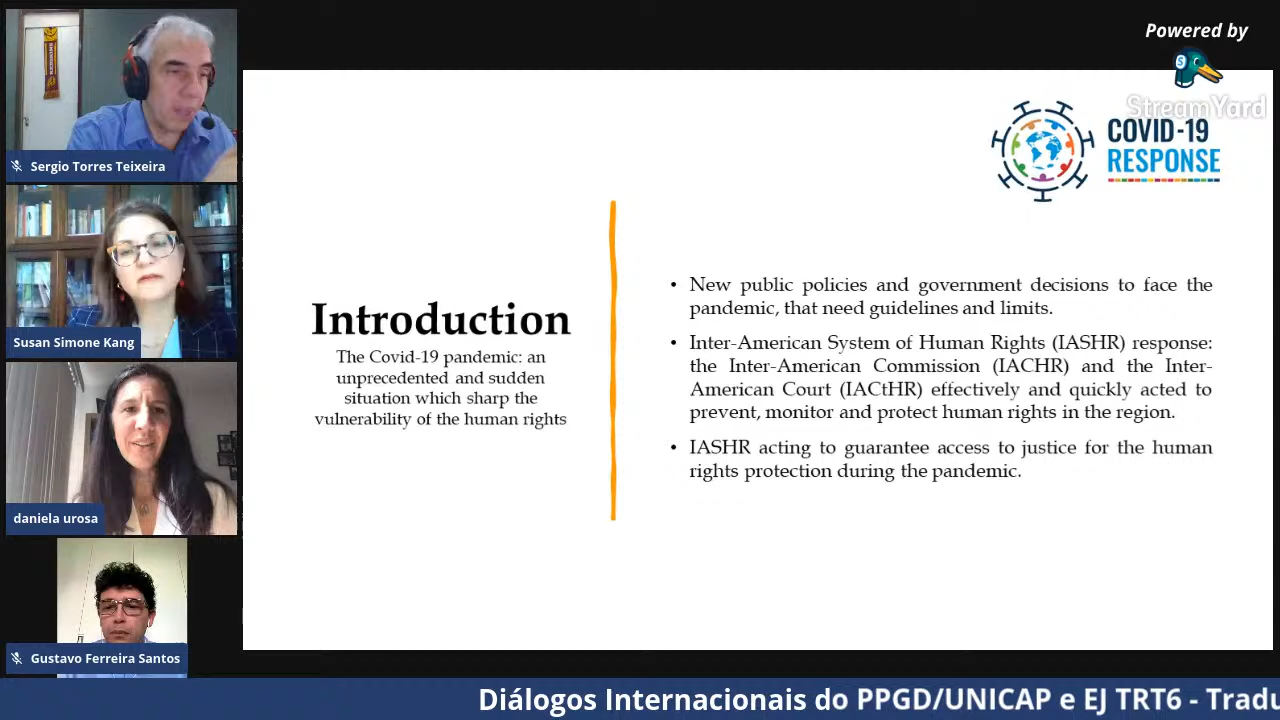 Powered by
StreamYard
COVID-19
RESPONSE
Sergio Torres Teixeira
Susan Simone Kang
daniela urosa
Gustavo Ferreira Santos
Introduction
The Covid-19 pandemic: an
unprecedented and sudden
situation which sharp the
vulnerability of the human rights
• New public policies and government decisions to face the
pandemic, that need guidelines and limits.
• Inter-American System of Human Rights (IASHR) response:
the Inter-American Commission (IACHR) and the Inter-
American Court (IACtHR) effectively and quickly acted to
prevent, monitor and protect human rights in the region.
• IASHR acting to guarantee access to justice for the human
rights protection during the pandemic.
Diálogos Internacionais do PPGD/UNICAP e EJ TRT6 - Tradu